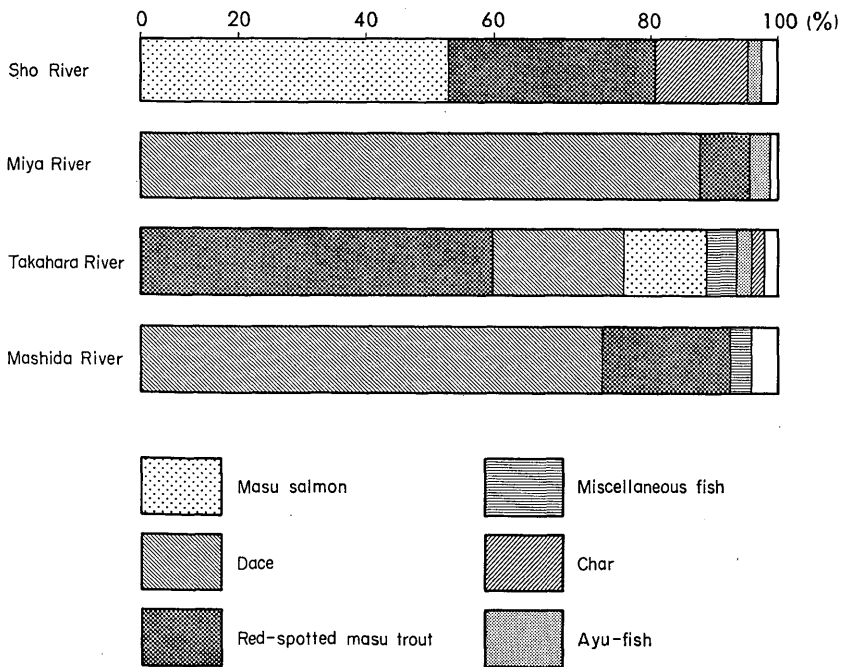 0 20 40 60 80 100 (%)
Sho River
Miya River
Takahara River
Mashida River
Masu salmon
Miscellaneous fish
Dace
Char
Red-spotted masu trout
Ayu-fish